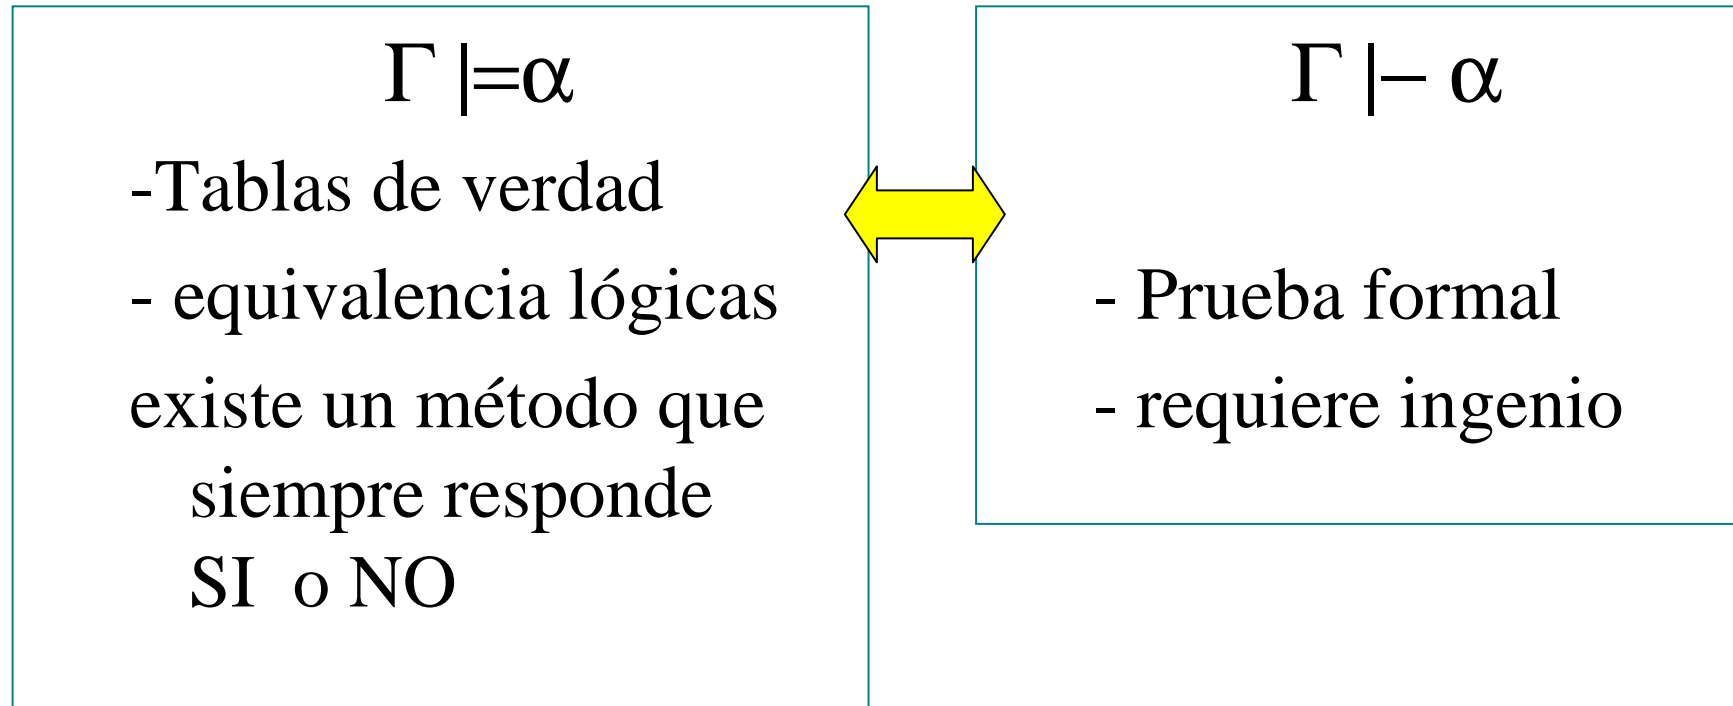 Γ |=α
-Tablas de verdad
- equivalencia lógicas
existe un método que
siempre responde
SI o NO
Γ |– α
- Prueba formal
- requiere ingenio